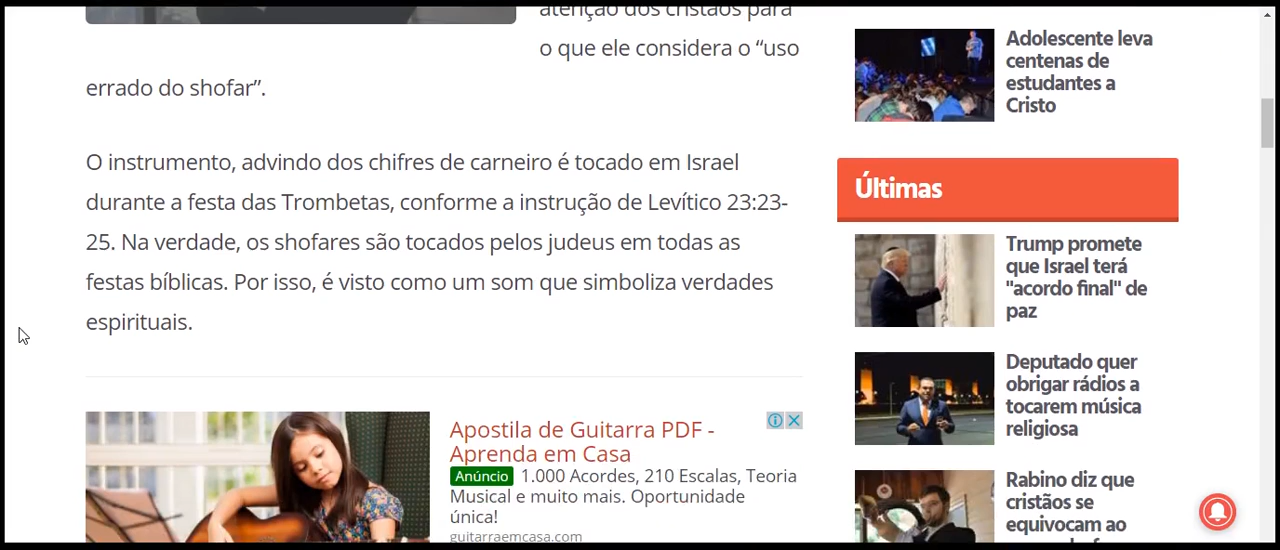 atenção dos cristãos para
o que ele considera o “uso
errado do shofar”.
O instrumento, advindo dos chifres de carneiro é tocado em Israel
durante a festa das Trombetas, conforme a instrução de Levítico 23:23-
25. Na verdade, os shofares são tocados pelos judeus em todas as
festas bíblicas. Por isso, é visto como um som que simboliza verdades
espirituais.
Apostila de Guitarra PDF -
Aprenda em Casa
Anúncio 1.000 Acordes, 210 Escalas, Teoria
Musical e muito mais. Oportunidade
única!
guitarraemcasa.com
Adolescente leva
centenas de
estudantes a
Cristo
Últimas
Trump promete
que Israel terá
"acordo final" de
paz
Deputado quer
obrigar rádios a
tocarem música
religiosa
Rabino diz que
cristãos se
equivocam ao